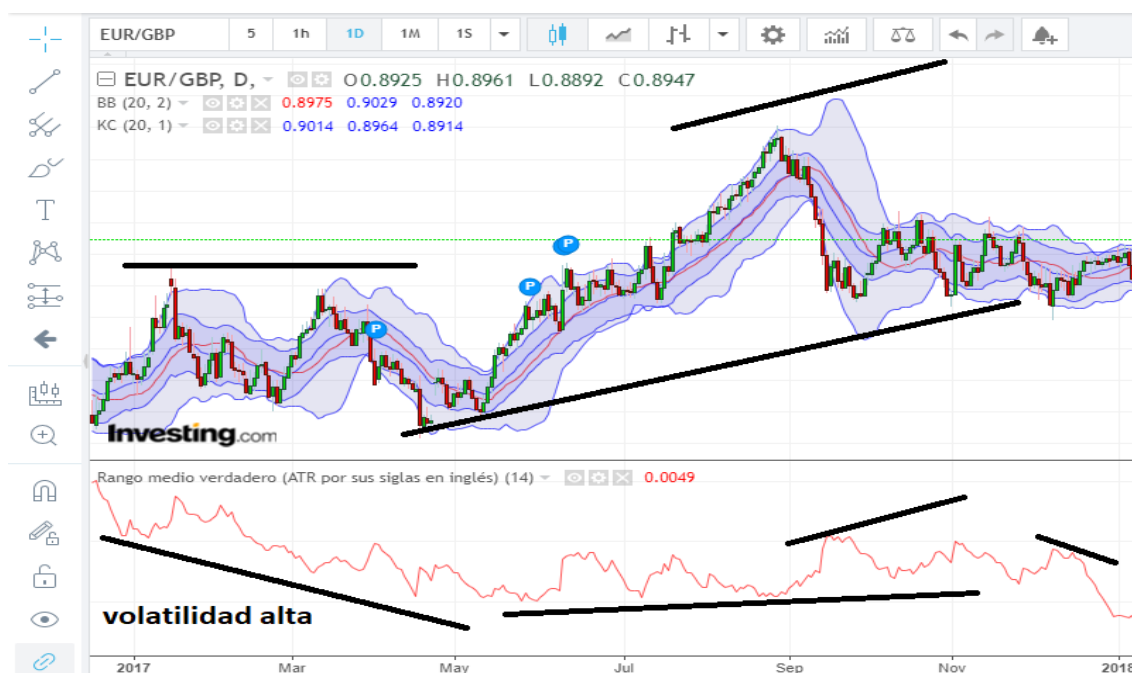 EUR/GBP 5 1h 1D 1M 1S
EUR/GBP, D, O0.8925 H0.8961 L0.8892 C0.8947
BB (20, 2) 0.8975 0.9029 0.8920
KC (20, 1) 0.9014 0.8964 0.8914
T
P
P
P
Investing.com
Rango medio verdadero (ATR por sus siglas en inglés) (14) 0.0049
volatilidad alta
2017 Mar May Jul Sep Nov 2018